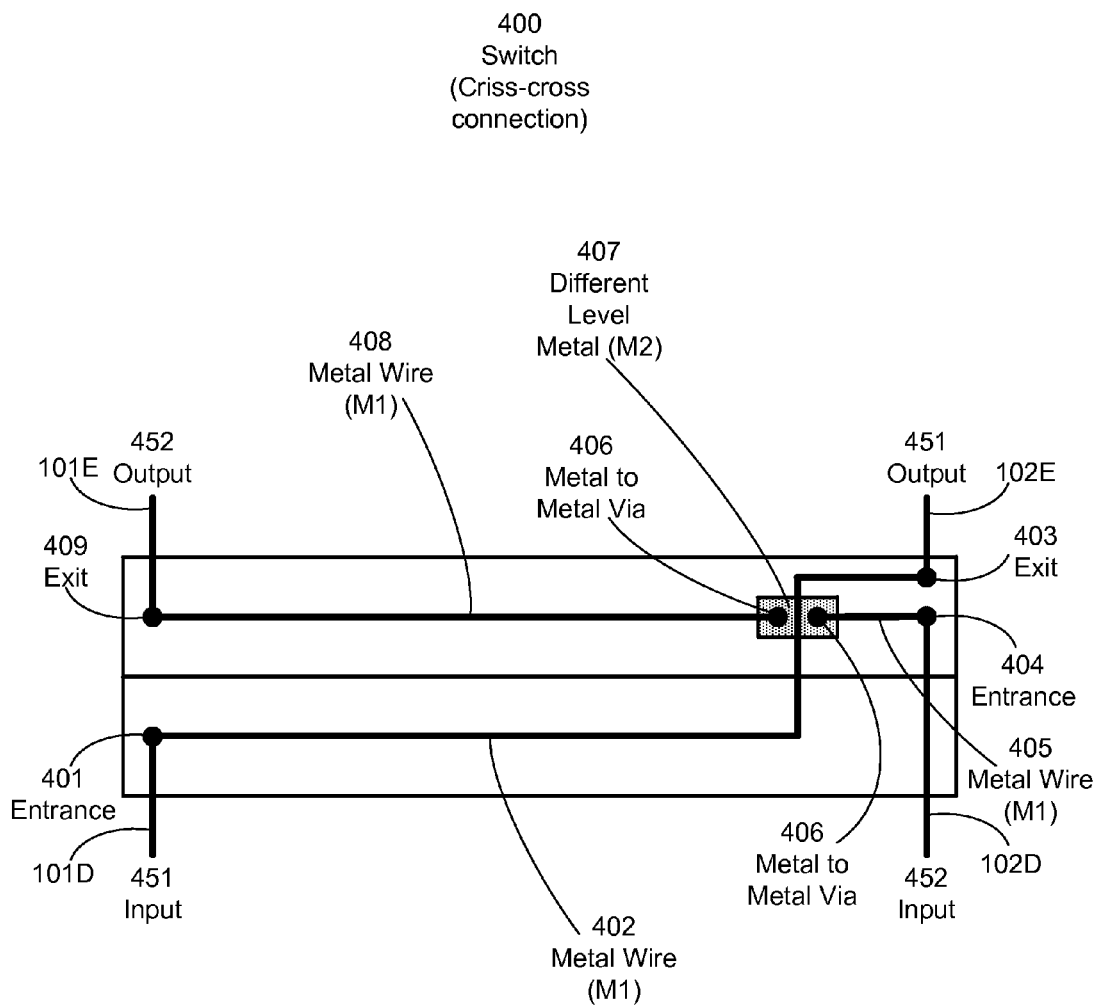 400
Switch
(Criss-cross
connection)
407
Different
Level
Metal (M2)
408
Metal Wire
(M1)
452
Output
101E
406
Metal to
Metal Via
451
Output
102E
409
Exit
403
Exit
404
Entrance
401
Entrance
405
Metal Wire
(M1)
101D
451
Input
406
Metal to
Metal Via
452
Input
102D
402
Metal Wire
(M1)